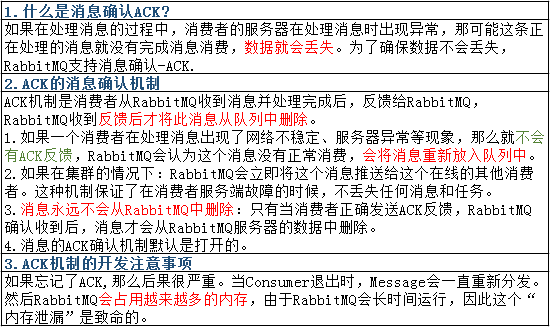 1.什么是消息确认ACK?
如果在处理消息的过程中，消费者的服务器在处理消息时出现异常，那可能这条正
在处理的消息就没有完成消息消费，数据就会丢失。为了确保数据不会丢失，
RabbitMQ支持消息确认-ACK.
2.ACK的消息确认机制
ACK机制是消费者从RabbitMQ收到消息并处理完成后，反馈给RabbitMQ，
RabbitMQ收到反馈后才将此消息从队列中删除。
1.如果一个消费者在处理消息出现了网络不稳定、服务器异常等现象，那么就不会
有ACK反馈，RabbitMQ会认为这个消息没有正常消费，会将消息重新放入队列中。
2.如果在集群的情况下：RabbitMQ会立即将这个消息推送给这个在线的其他消费
者。这种机制保证了在消费者服务端故障的时候，不丢失任何消息和任务。
3.消息永远不会从RabbitMQ中删除：只有当消费者正确发送ACK反馈，RabbitMQ
确认收到后，消息才会从RabbitMQ服务器的数据中删除。
4.消息的ACK确认机制默认是打开的。
3.ACK机制的开发注意事项
如果忘记了ACK,那么后果很严重。当Consumer退出时，Message会一直重新分发。
然后RabbitMQ会占用越来越多的内存，由于RabbitMQ会长时间运行，因此这个“
内存泄漏”是致命的。